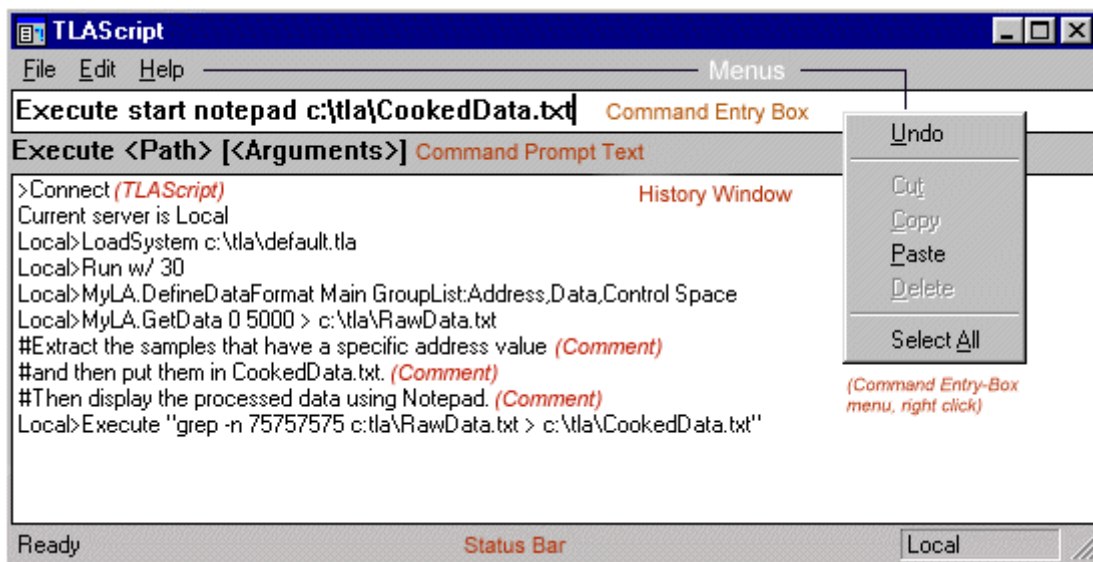 TLAScript
File Edit Help Menus
Execute start notepad c:\tla\CookedData.txt Command Entry Box
Execute <Path> [<Arguments>] Command Prompt Text
>Connect (TLAScript) History Window
Current server is Local
Local>LoadSystem c:\tla\default.tla
Local>Run w/ 30
Local>MyLA.DefineDataFormat Main GroupList:Address,Data,Control Space
Local>MyLA.GetData 0 5000 > c:\tla\RawData.txt
#Extract the samples that have a specific address value (Comment)
#and then put them in CookedData.txt. (Comment)
#Then display the processed data using Notepad. (Comment)
Local>Execute "grep -n 75757575 c:tla\RawData.txt > c:\tla\CookedData.txt"
Undo
Cut
Copy
Paste
Delete
Select All
(Command Entry-Box
menu, right click)
Ready Status Bar Local